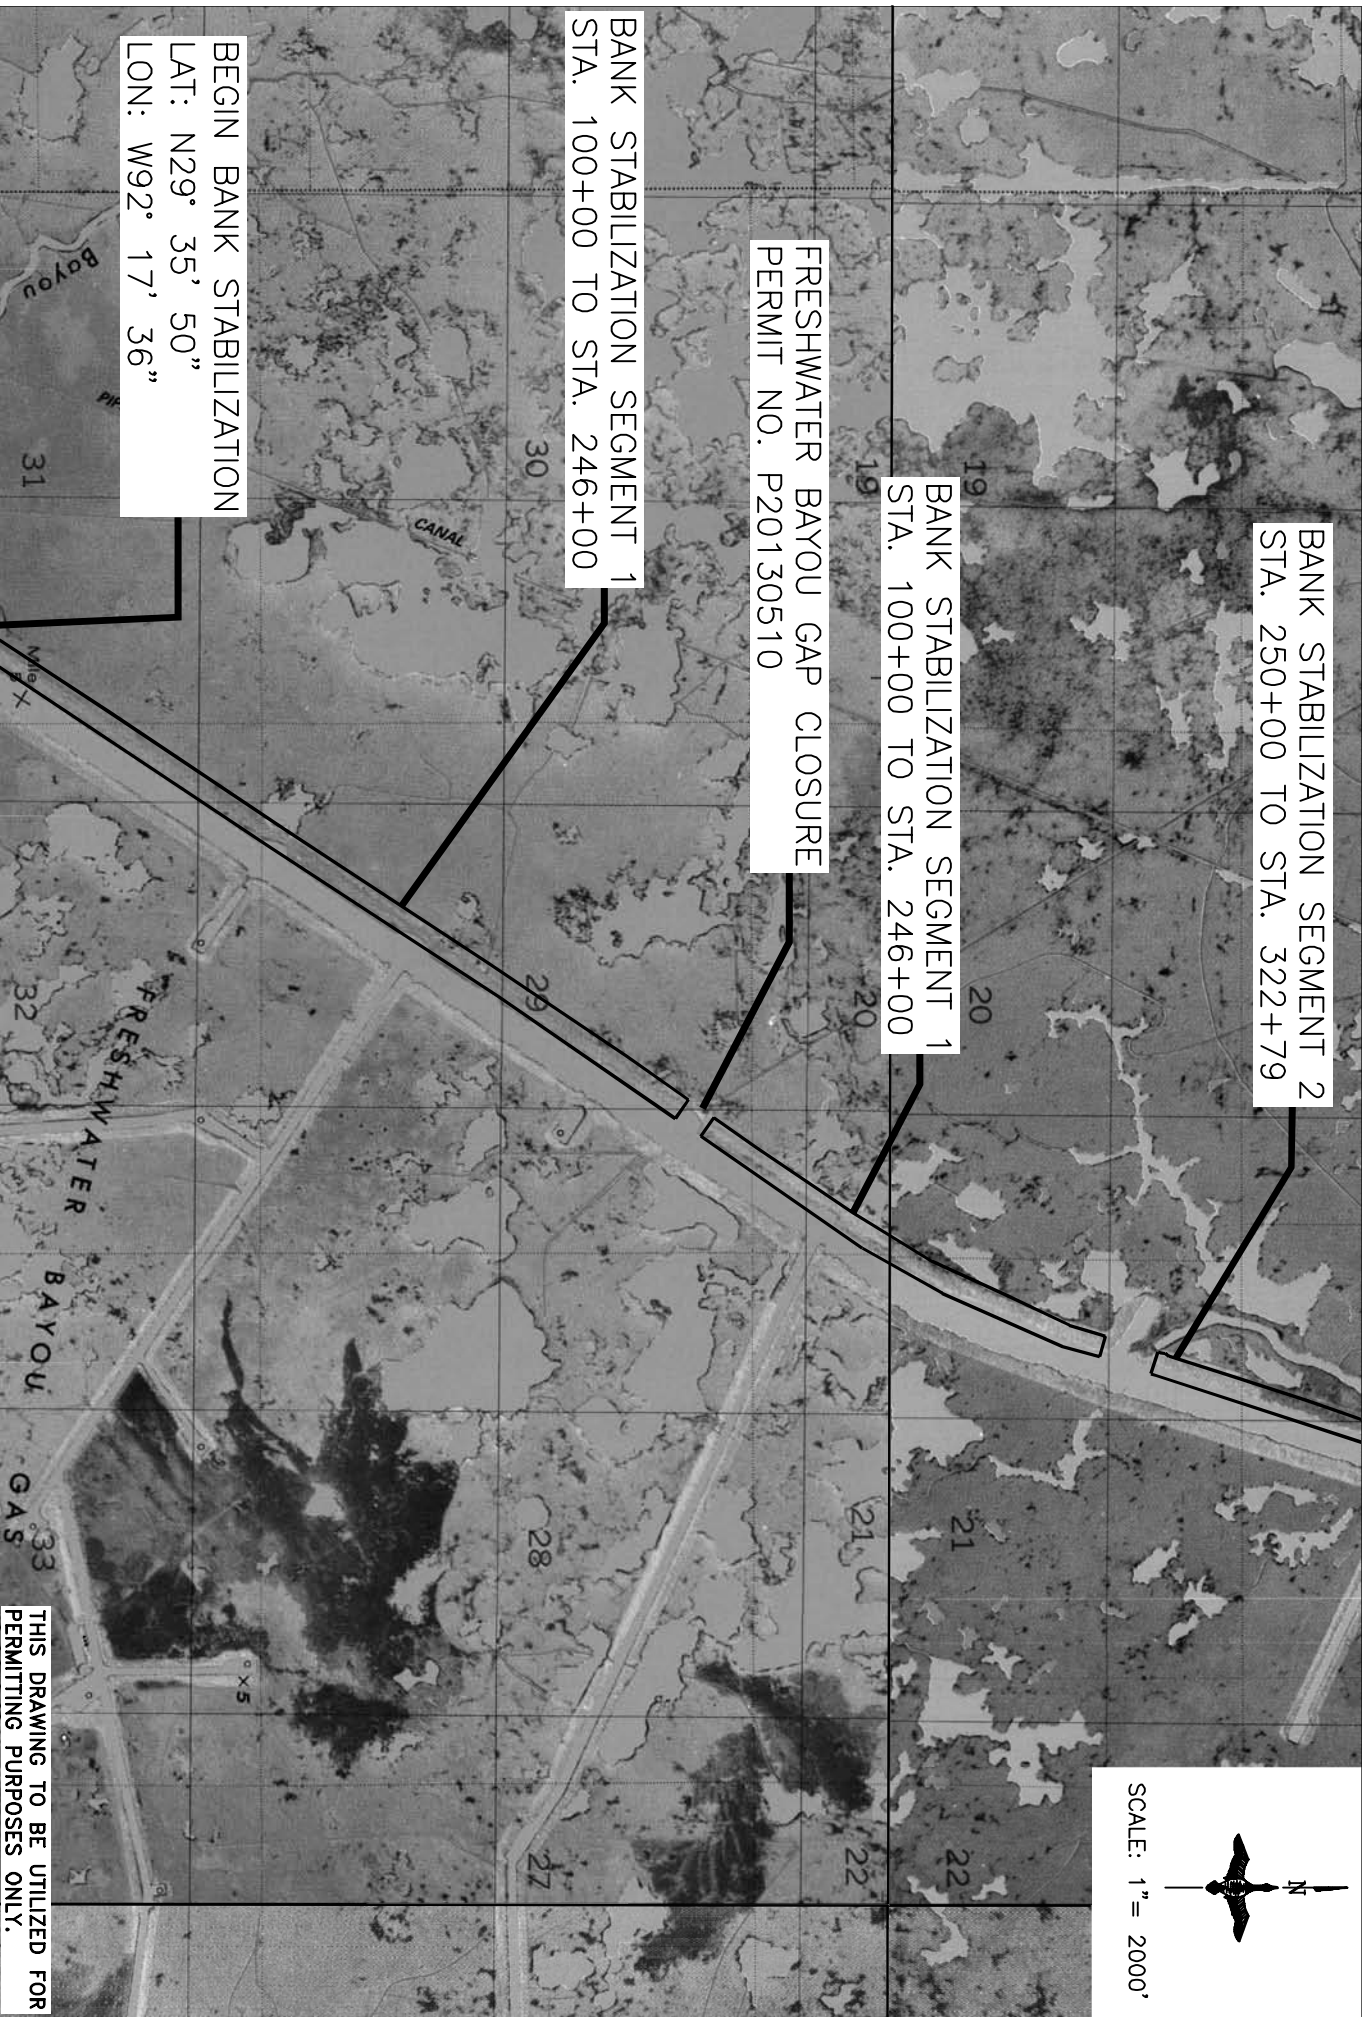 BANK STABILIZATION SEGMENT 2
STA. 250+00 TO STA. 322+79
SCALE: 1"= 2000'
N
BANK STABILIZATION SEGMENT 1
STA. 100+00 TO STA. 246+00
19
20
21
22
19
20
21
22
FRESHWATER BAYOU GAP CLOSURE
PERMIT NO. P20130510
BANK STABILIZATION SEGMENT 1
STA. 100+00 TO STA. 246+00
30
29
28
27
CANAL
BEGIN BANK STABILIZATION
LAT: N29° 35' 50"
LON: W92° 17' 36"
×5
Bayou
PIP
31
Mile
5
32
33
FRESHWATER BAYOU GAS
THIS DRAWING TO BE UTILIZED FOR
PERMITTING PURPOSES ONLY.